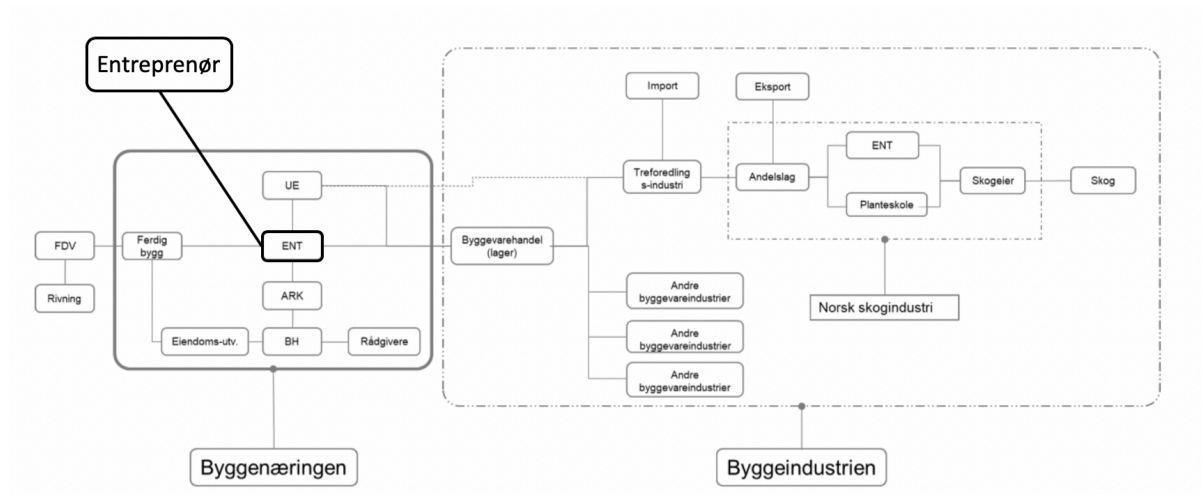 Entreprenør
Import
Eksport
UE
ENT
Treforedling
s-industri
Andelslag
ENT
Planteskole
Skogeier
Skog
FDV
Ferdig
bygg
ENT
Byggevarehandel
(lager)
Rivning
ARK
Andre
byggevareindustrier
Norsk skogindustri
Eiendoms-utv.
BH
Rådgivere
Andre
byggevareindustrier
Andre
byggevareindustrier
Byggenæringen
Byggeindustrien